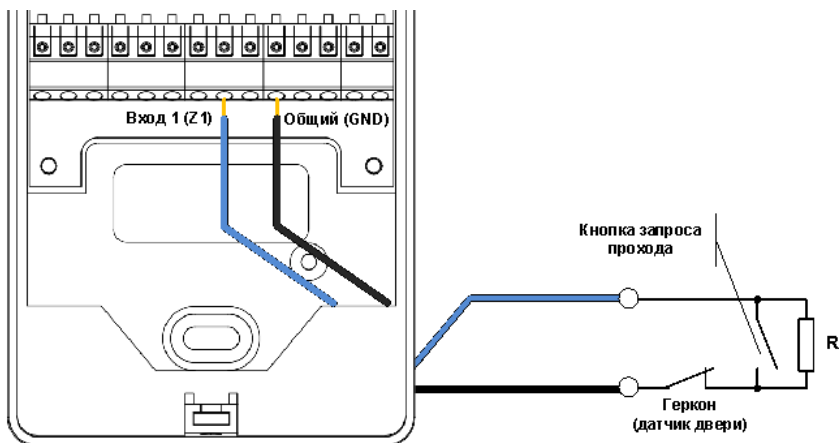 Вход 1 (Z1)
Общий (GND)
Кнопка запроса
прохода
R
Геркон
(датчик двери)